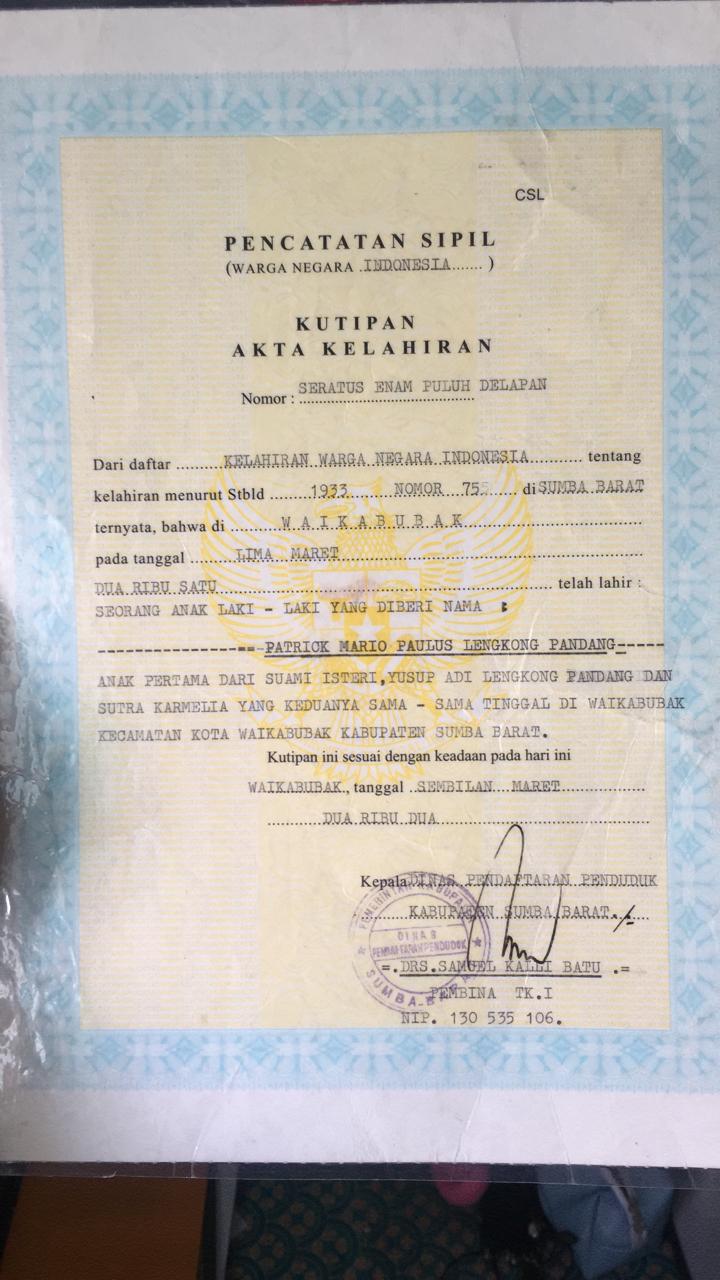 CSL
PENCATATAN SIPIL
(WARGA NEGARA .INDONESIA....... )
KUTIPAN
AKTA KELAHIRAN
Nomor : SERATUS ENAM PULUH DELAPAN
Dari daftar ..........KELAHIRAN WARGA NEGARA INDONESIA........... tentang
kelahiran menurut Stbld ........1933........NOMOR 755...... di SUMBA BARAT
ternyata, bahwa di ..........W A I K A B U B A K..........
pada tanggal ..........LIMA MARET..........
DUA RIBU SATU.......... telah lahir :
SEORANG ANAK LAKI - LAKI YANG DIBERI NAMA :
------------------==-PATRICK MARIO PAULUS LENGKONG PANDANG------
ANAK PERTAMA DARI SUAMI ISTERI,YUSUP ADI LENGKONG PANDANG DAN
SUTRA KARMELIA YANG KEDUANYA SAMA - SAMA TINGGAL DI WAIKABUBAK
KECAMATAN KOTA WAIKABUBAK KABUPATEN SUMBA BARAT.
Kutipan ini sesuai dengan keadaan pada hari ini
WAIKABUBAK., tanggal ..SEMBILAN MARET..........
..........DUA RIBU DUA..........
Kepala DINAS PENDAFTARAN PENDUDUK
KABUPATEN SUMBA BARAT.
PEMERINTAH KABUPATEN
DINAS
PENDAFTARAN PENDUDUK
SUMBA-BARAT
=.DRS.SAMUEL KALLI BATU .=
PEMBINA TK.I
NIP. 130 535 106.